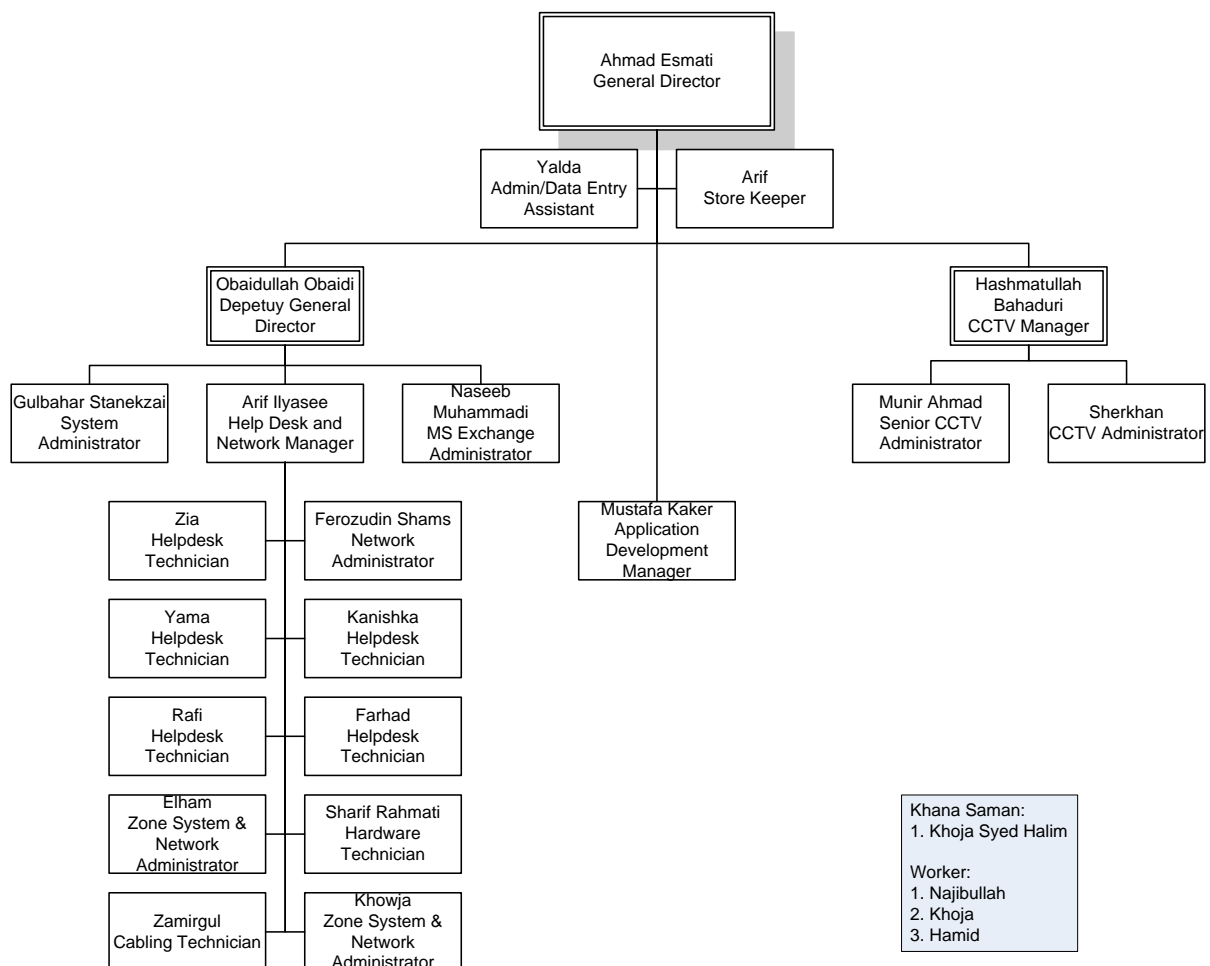 Ahmad Esmati
General Director
Yalda
Admin/Data Entry
Assistant
Arif
Store Keeper
Obaidullah Obaidi
Depetuy General
Director
Hashmatullah
Bahaduri
CCTV Manager
Gulbahar Stanekzai
System
Administrator
Arif Ilyasee
Help Desk and
Network Manager
Naseeb
Muhammadi
MS Exchange
Administrator
Munir Ahmad
Senior CCTV
Administrator
Sherkhan
CCTV Administrator
Zia
Helpdesk
Technician
Ferozudin Shams
Network
Administrator
Mustafa Kaker
Application
Development
Manager
Yama
Helpdesk
Technician
Kanishka
Helpdesk
Technician
Rafi
Helpdesk
Technician
Farhad
Helpdesk
Technician
Elham
Zone System &
Network
Administrator
Sharif Rahmati
Hardware
Technician
Zamirgul
Cabling Technician
Khowja
Zone System &
Network
Administrator
Khana Saman:
1. Khoja Syed Halim
Worker:
1. Najibullah
2. Khoja
3. Hamid